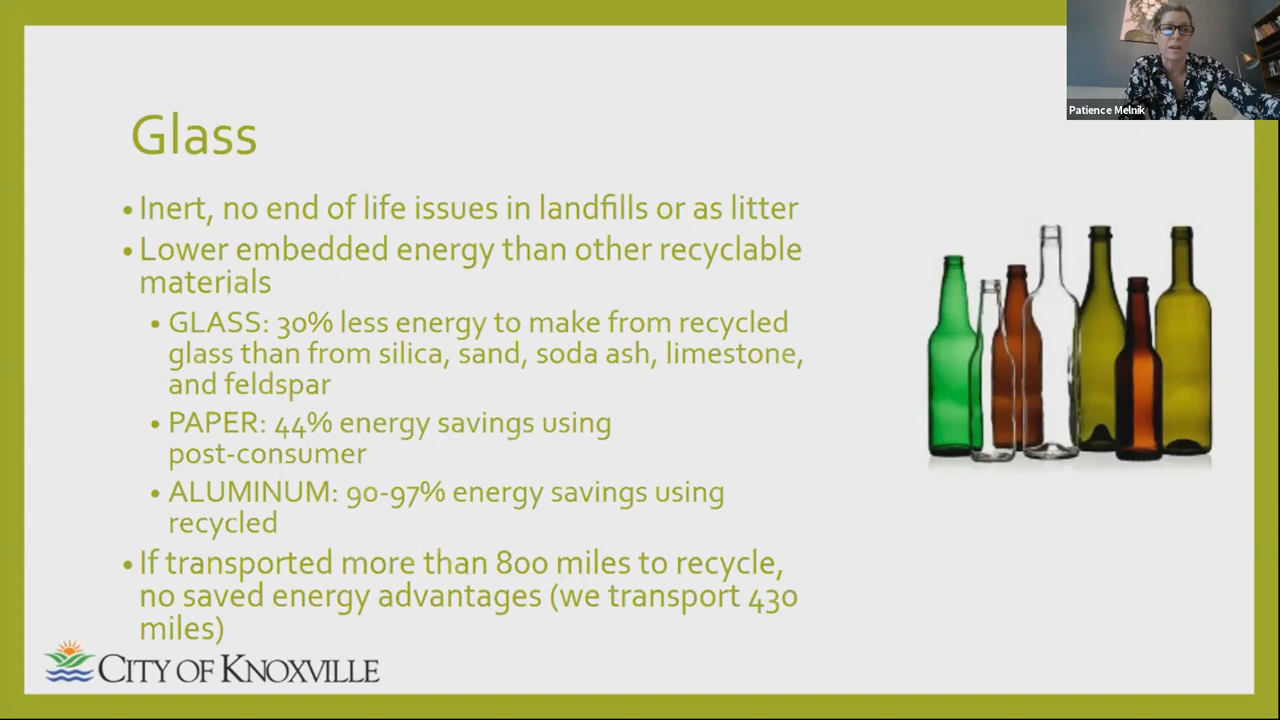 Patience Melnik
Glass
• Inert, no end of life issues in landfills or as litter
• Lower embedded energy than other recyclable
materials
• GLASS: 30% less energy to make from recycled
glass than from silica, sand, soda ash, limestone,
and feldspar
• PAPER: 44% energy savings using
post-consumer
• ALUMINUM: 90-97% energy savings using
recycled
• If transported more than 800 miles to recycle,
no saved energy advantages (we transport 430
miles)
CITY OF KNOXVILLE